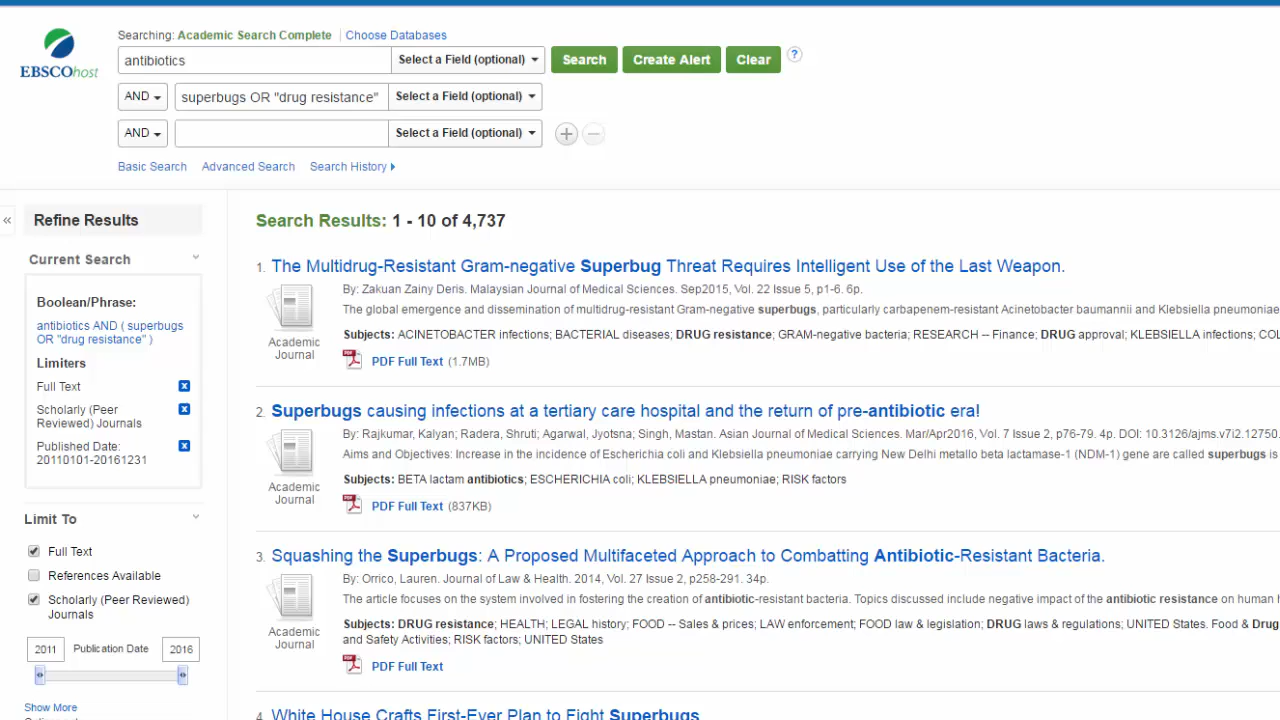 Searching: Academic Search Complete | Choose Databases
EBSCOhost
antibiotics Select a Field (optional) Search Create Alert Clear ?
AND superbugs OR "drug resistance" Select a Field (optional)
AND Select a Field (optional)
Basic Search Advanced Search Search History
«
Refine Results
Current Search
Boolean/Phrase:
antibiotics AND ( superbugs
OR "drug resistance" )
Limiters
Full Text
Scholarly (Peer
Reviewed) Journals
Published Date:
20110101-20161231
Limit To
Full Text
References Available
Scholarly (Peer Reviewed)
Journals
2011 Publication Date 2016
Show More
Search Results: 1 - 10 of 4,737
1. The Multidrug-Resistant Gram-negative Superbug Threat Requires Intelligent Use of the Last Weapon.
By: Zakuan Zainy Deris. Malaysian Journal of Medical Sciences. Sep2015, Vol. 22 Issue 5, p1-6. 6p.
The global emergence and dissemination of multidrug-resistant Gram-negative superbugs, particularly carbapenem-resistant Acinetobacter baumannii and Klebsiella pneumoniae
Subjects: ACINETOBACTER infections; BACTERIAL diseases; DRUG resistance; GRAM-negative bacteria; RESEARCH -- Finance; DRUG approval; KLEBSIELLA infections; COL
Academic
Journal
PDF Full Text (1.7MB)
2. Superbugs causing infections at a tertiary care hospital and the return of pre-antibiotic era!
By: Rajkumar, Kalyan; Radera, Shruti; Agarwal, Jyotsna; Singh, Mastan. Asian Journal of Medical Sciences. Mar/Apr2016, Vol. 7 Issue 2, p76-79. 4p. DOI: 10.3126/ajms.v7i2.12750.
Aims and Objectives: Increase in the incidence of Escherichia coli and Klebsiella pneumoniae carrying New Delhi metallo beta lactamase-1 (NDM-1) gene are called superbugs is
Subjects: BETA lactam antibiotics; ESCHERICHIA coli; KLEBSIELLA pneumoniae; RISK factors
Academic
Journal
PDF Full Text (837KB)
3. Squashing the Superbugs: A Proposed Multifaceted Approach to Combatting Antibiotic-Resistant Bacteria.
By: Orrico, Lauren. Journal of Law & Health. 2014, Vol. 27 Issue 2, p258-291. 34p.
The article focuses on the system involved in fostering the creation of antibiotic-resistant bacteria. Topics discussed include negative impact of the antibiotic resistance on human
Subjects: DRUG resistance; HEALTH; LEGAL history; FOOD -- Sales & prices; LAW enforcement; FOOD law & legislation; DRUG laws & regulations; UNITED States. Food & Drug
and Safety Activities; RISK factors; UNITED States
Academic
Journal
PDF Full Text
4. White House Crafts First-Ever Plan to Fight Superbugs